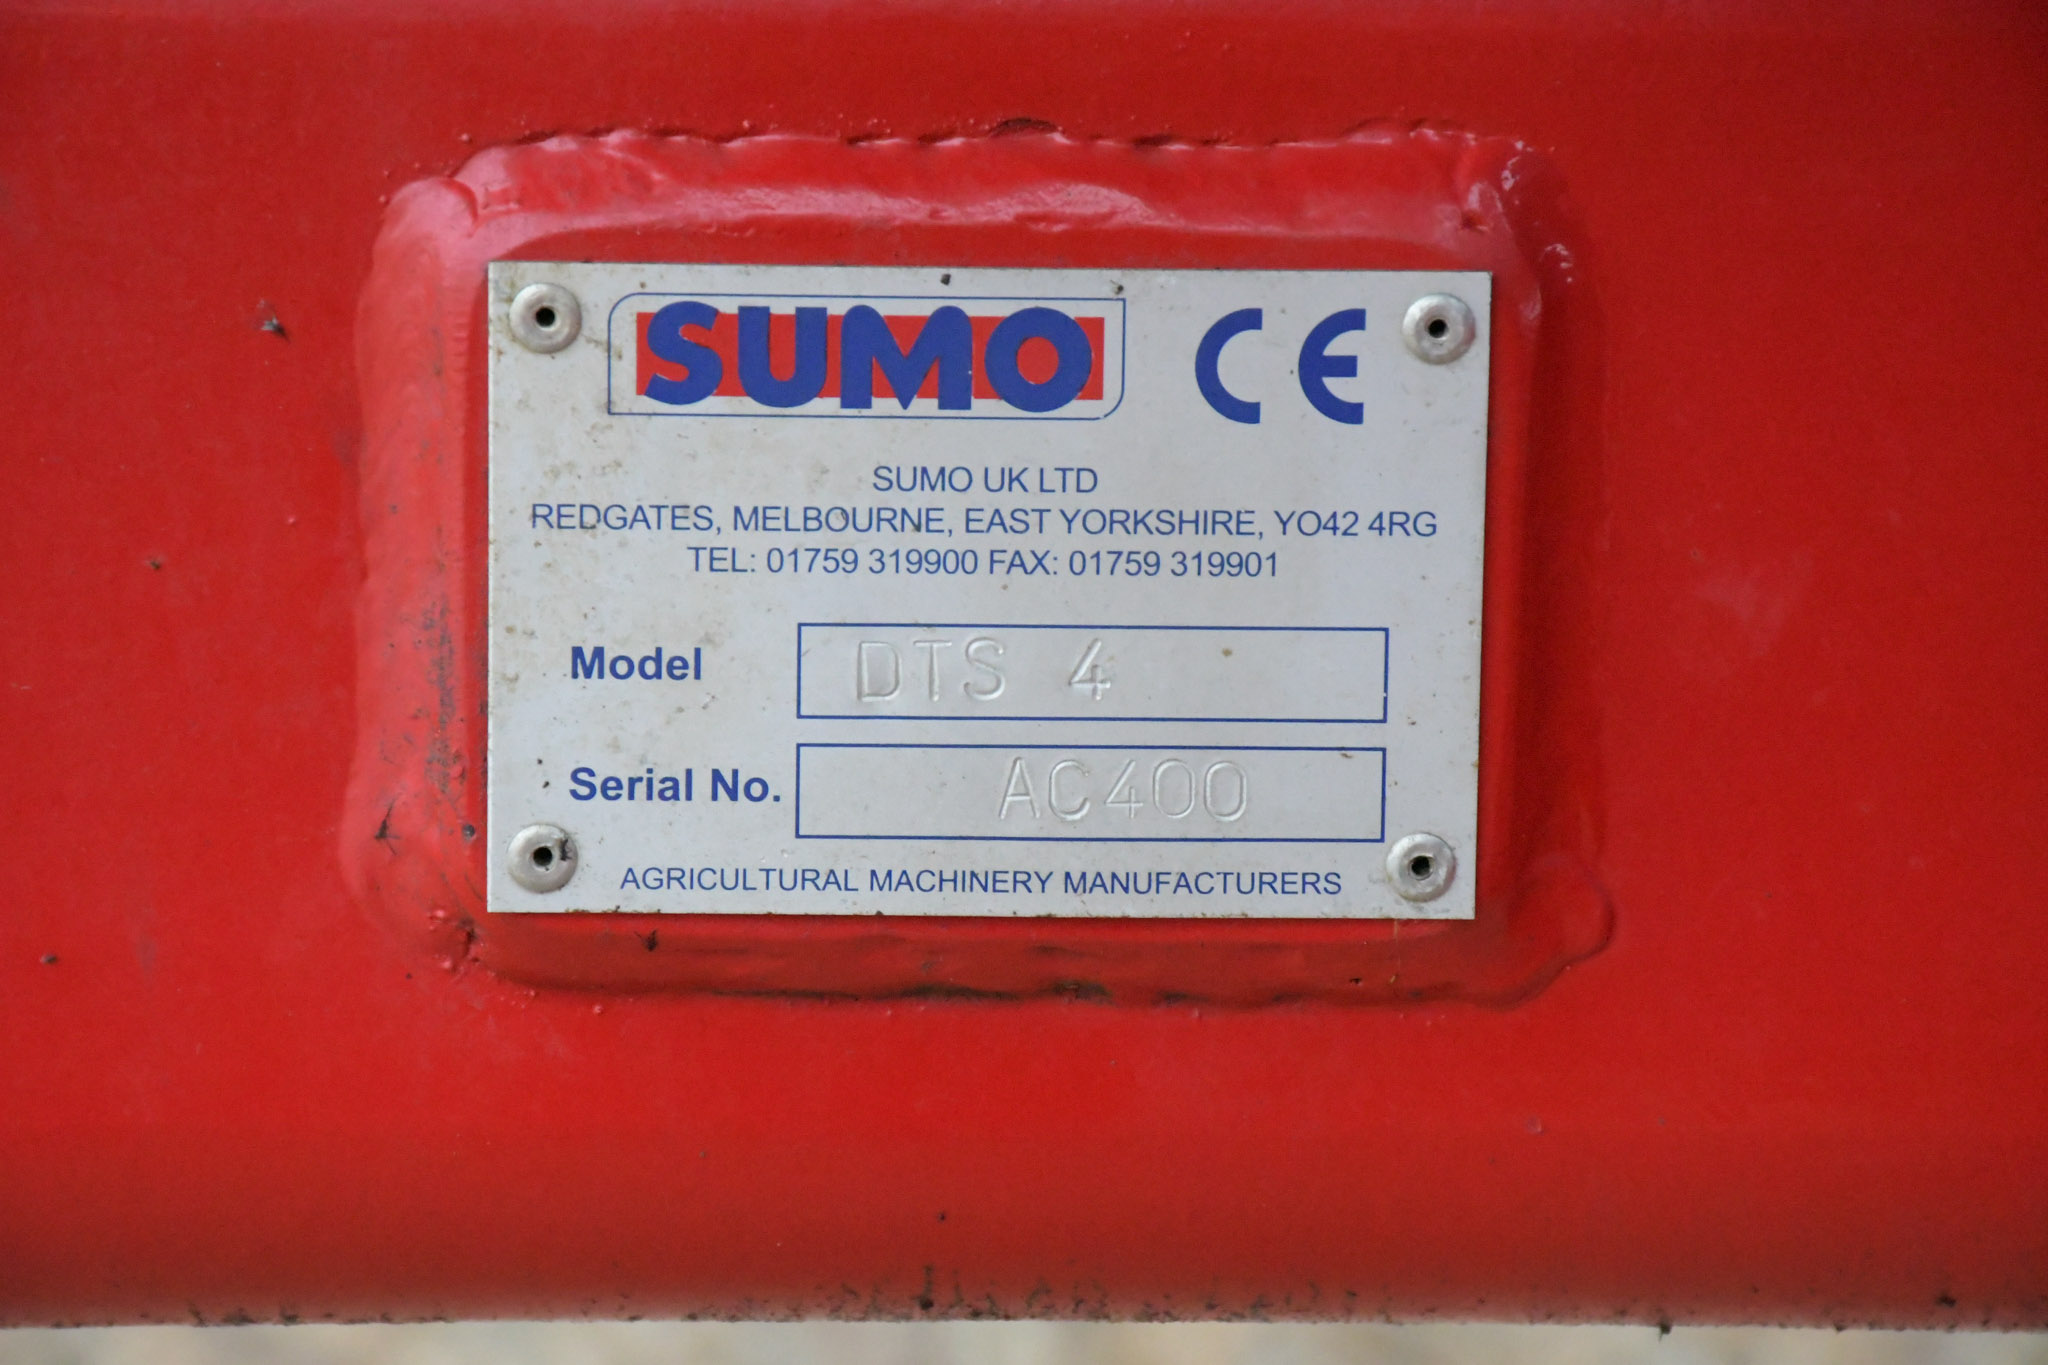 SUMO CE
SUMO UK LTD
REDGATES, MELBOURNE, EAST YORKSHIRE, YO42 4RG
TEL: 01759 319900 FAX: 01759 319901
Model DTS 4
Serial No. AC400
AGRICULTURAL MACHINERY MANUFACTURERS